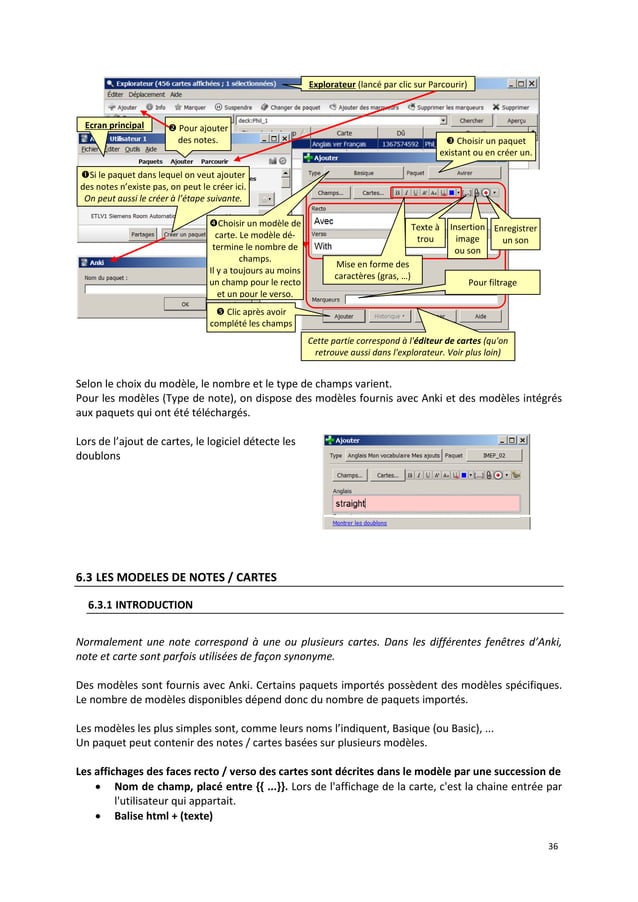 Explorateur (456 cartes affichées ; 1 sélectionnées)
Explorateur (lancé par clic sur Parcourir)
Éditer Déplacement Aide
Ajouter Info Marquer Suspendre Changer de paquet Ajouter des marqueurs Supprimer les marqueurs Supprimer
Ecran principal
❷ Pour ajouter des notes.
deck:Phil_1
Chercher Aperçu
Carte Dû
Anglais ver Français 1367574592 Phil
Utilisateur 1
Fichier Editer Outils Aide
Paquets Ajouter Parcourir
❸ Choisir un paquet
existant ou en créer un.
Ajouter
Type Basique Paquet Avirer
❶Si le paquet dans lequel on veut ajouter
des notes n’existe pas, on peut le créer ici.
On peut aussi le créer à l’étape suivante.
Champs... Cartes...
Recto
Avec
Verso
With
ETLV1 Siemens Room Automation
Partages Créer un paquet
❹Choisir un modèle de
carte. Le modèle dé-
termine le nombre de
champs.
Il y a toujours au moins
un champ pour le recto
et un pour le verso.
Texte à
trou
Insertion
image
ou son
Enregistrer
un son
Mise en forme des
caractères (gras, …)
Pour filtrage
Anki
Nom du paquet :
OK
Marqueurs
❺ Clic après avoir
complété les champs
Ajouter Historique Aide
Cette partie correspond à l'éditeur de cartes (qu'on
retrouve aussi dans l'explorateur. Voir plus loin)
Selon le choix du modèle, le nombre et le type de champs varient.
Pour les modèles (Type de note), on dispose des modèles fournis avec Anki et des modèles intégrés
aux paquets qui ont été téléchargés.
Lors de l’ajout de cartes, le logiciel détecte les
doublons
Ajouter
Type Anglais Mon vocabulaire Mes ajouts Paquet IMEP_02
Champs... Cartes...
Anglais
straight
Montrer les doublons
6.3 LES MODELES DE NOTES / CARTES
6.3.1 INTRODUCTION
Normalement une note correspond à une ou plusieurs cartes. Dans les différentes fenêtres d’Anki,
note et carte sont parfois utilisées de façon synonyme.
Des modèles sont fournis avec Anki. Certains paquets importés possèdent des modèles spécifiques.
Le nombre de modèles disponibles dépend donc du nombre de paquets importés.
Les modèles les plus simples sont, comme leurs noms l’indiquent, Basique (ou Basic), ...
Un paquet peut contenir des notes / cartes basées sur plusieurs modèles.
Les affichages des faces recto / verso des cartes sont décrites dans le modèle par une succession de
• Nom de champ, placé entre {{ ...}}. Lors de l'affichage de la carte, c'est la chaine entrée par
l'utilisateur qui appartait.
• Balise html + (texte)
36